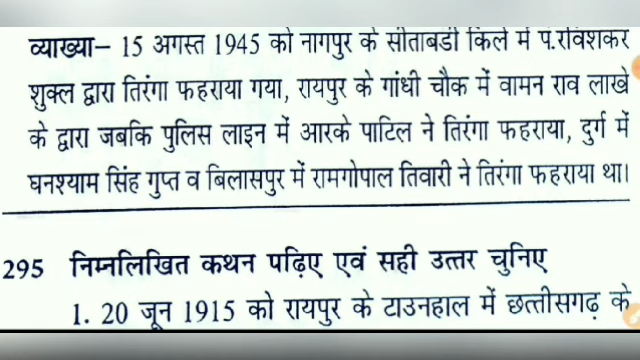 व्याख्या– 15 अगस्त 1945 को नागपुर के सीताबडी किले में पं.रविशंकर
शुक्ल द्वारा तिरंगा फहराया गया, रायपुर के गांधी चौक में वामन राव लाखे
के द्वारा जबकि पुलिस लाइन में आरके पाटिल ने तिरंगा फहराया, दुर्ग में
घनश्याम सिंह गुप्त व बिलासपुर में रामगोपाल तिवारी ने तिरंगा फहराया था।
295 निम्नलिखित कथन पढ़िए एवं सही उत्तर चुनिए
1. 20 जून 1915 को रायपुर के टाउनहाल में छत्तीसगढ़ के